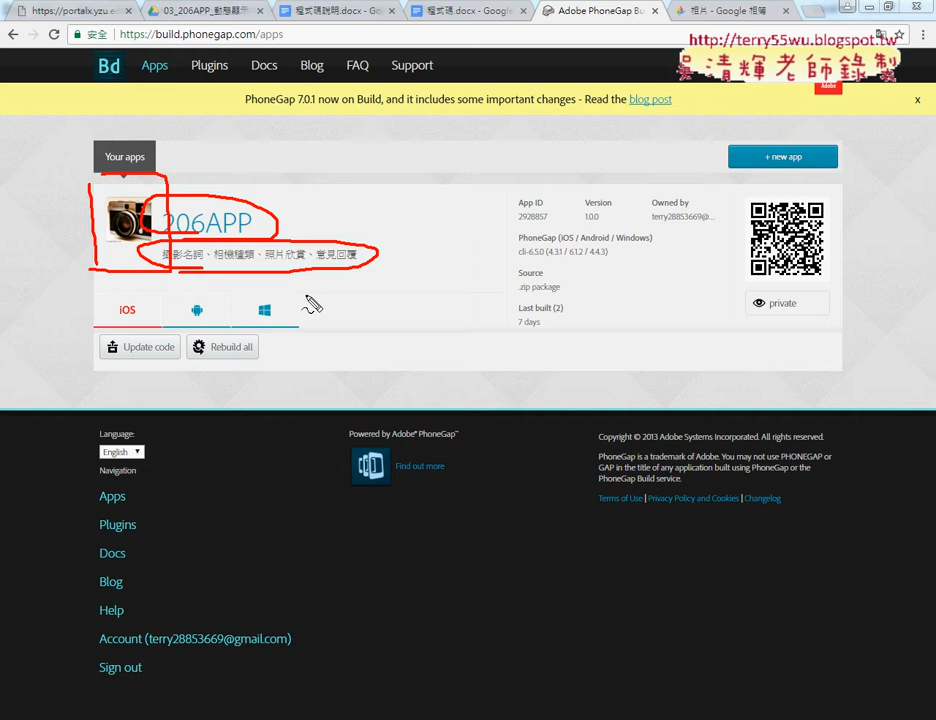 https://portalx.yzu.ed
03_206APP_動態顯示
程式碼說明.docx - Go
程式碼.docx - Google
Adobe PhoneGap Bu
相片 - Google 相簿
安全 https://build.phonegap.com/apps
http://terry55wu.blogspot.tw
吳清輝老師錄製
Bd Apps Plugins Docs Blog FAQ Support
Adobe
PhoneGap 7.0.1 now on Build, and it includes some important changes - Read the blog post x
Your apps
+ new app
206APP
攝影名詞、相機種類、照片欣賞、意見回覆
App ID Version Owned by
2928857 1.0.0 terry28853669@...
PhoneGap (iOS / Android / Windows)
cli-6.5.0 (4.3.1 / 6.1.2 / 4.4.3)
Source
.zip package
Last built (2)
7 days
private
iOS
Update code Rebuild all
Language:
English
Navigation
Apps
Plugins
Docs
Blog
Help
Account (terry28853669@gmail.com)
Sign out
Powered by Adobe® PhoneGap™
Find out more
Copyright © 2013 Adobe Systems Incorporated. All rights reserved.
PhoneGap is a trademark of Adobe. You may not use PHONEGAP or
GAP in the title of any application built using PhoneGap or the
PhoneGap Build service.
Terms of Use | Privacy Policy and Cookies | Changelog